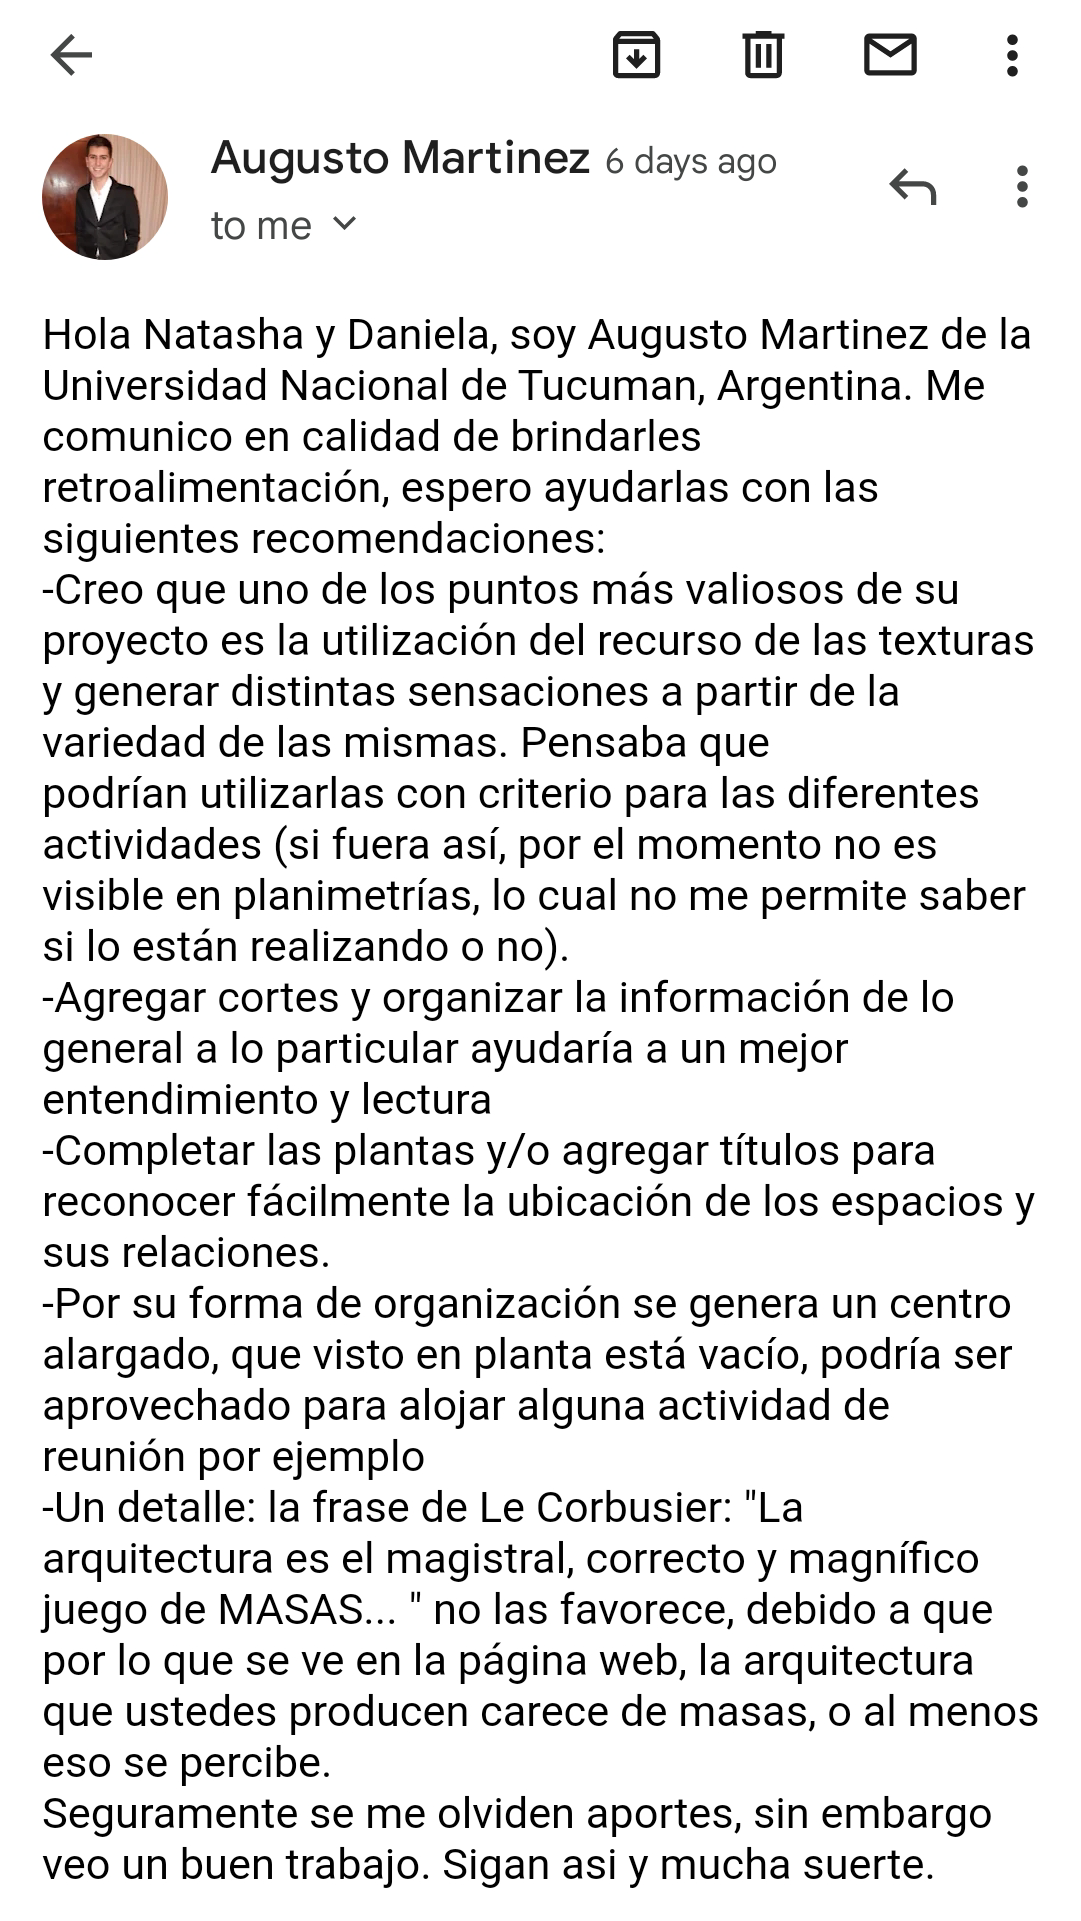 Augusto Martinez 6 days ago
to me
Hola Natasha y Daniela, soy Augusto Martinez de la
Universidad Nacional de Tucuman, Argentina. Me
comunico en calidad de brindarles
retroalimentación, espero ayudarlas con las
siguientes recomendaciones:
-Creo que uno de los puntos más valiosos de su
proyecto es la utilización del recurso de las texturas
y generar distintas sensaciones a partir de la
variedad de las mismas. Pensaba que
podrían utilizarlas con criterio para las diferentes
actividades (si fuera así, por el momento no es
visible en planimetrías, lo cual no me permite saber
si lo están realizando o no).
-Agregar cortes y organizar la información de lo
general a lo particular ayudaría a un mejor
entendimiento y lectura
-Completar las plantas y/o agregar títulos para
reconocer fácilmente la ubicación de los espacios y
sus relaciones.
-Por su forma de organización se genera un centro
alargado, que visto en planta está vacío, podría ser
aprovechado para alojar alguna actividad de
reunión por ejemplo
-Un detalle: la frase de Le Corbusier: "La
arquitectura es el magistral, correcto y magnífico
juego de MASAS... " no las favorece, debido a que
por lo que se ve en la página web, la arquitectura
que ustedes producen carece de masas, o al menos
eso se percibe.
Seguramente se me olviden aportes, sin embargo
veo un buen trabajo. Sigan asi y mucha suerte.